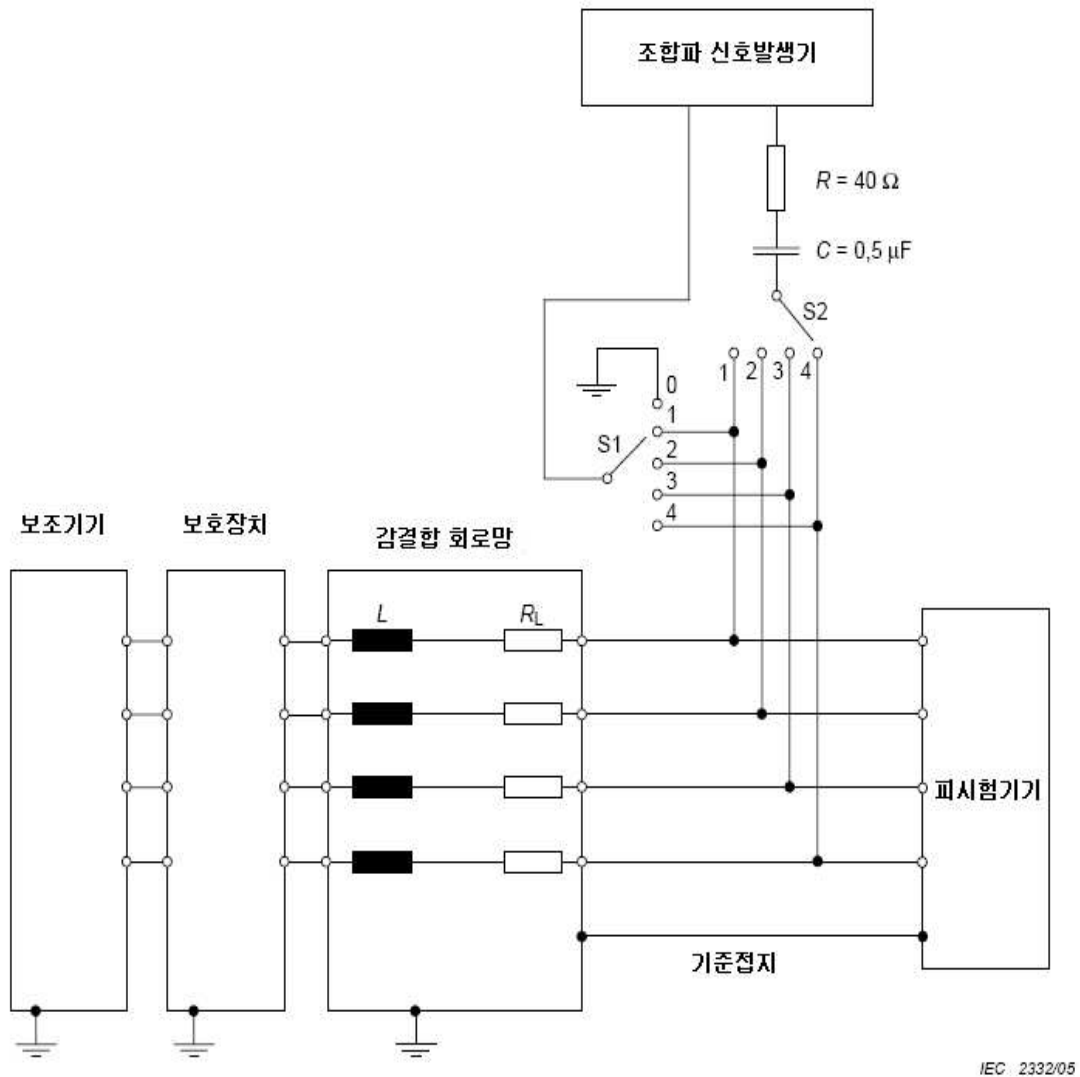 조합파 신호발생기
R = 40 Ω
C = 0,5 μF
S2
1 2 3 4
0
1
S1
2
3
4
보조기기
보호장치
감결합 회로망
L
RL
피시험기기
기준접지
IEC 2332/05